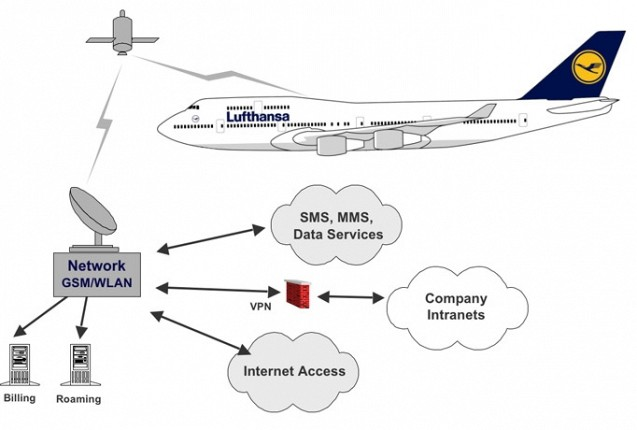 Lufthansa
SMS, MMS,
Data Services
Network
GSM/WLAN
VPN
Company
Intranets
Internet Access
Billing
Roaming